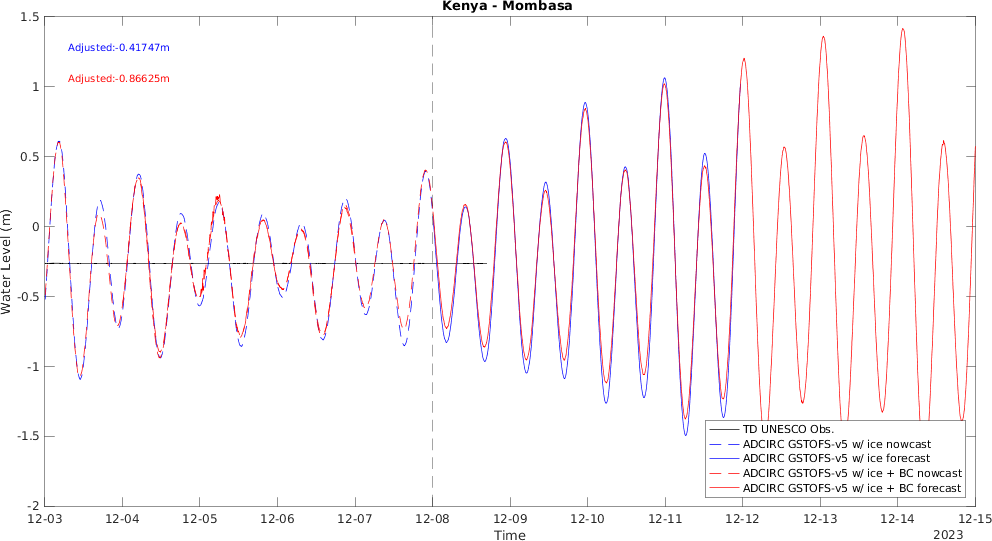 Kenya - Mombasa
Adjusted:-0.41747m
Adjusted:-0.86625m
Water Level (m)
1.5
1
0.5
0
-0.5
-1
-1.5
-2
TD UNESCO Obs.
ADCIRC GSTOFS-v5 w/ ice nowcast
ADCIRC GSTOFS-v5 w/ ice forecast
ADCIRC GSTOFS-v5 w/ ice + BC nowcast
ADCIRC GSTOFS-v5 w/ ice + BC forecast
12-03 12-04 12-05 12-06 12-07 12-08 12-09 12-10 12-11 12-12 12-13 12-14 12-15
Time
2023